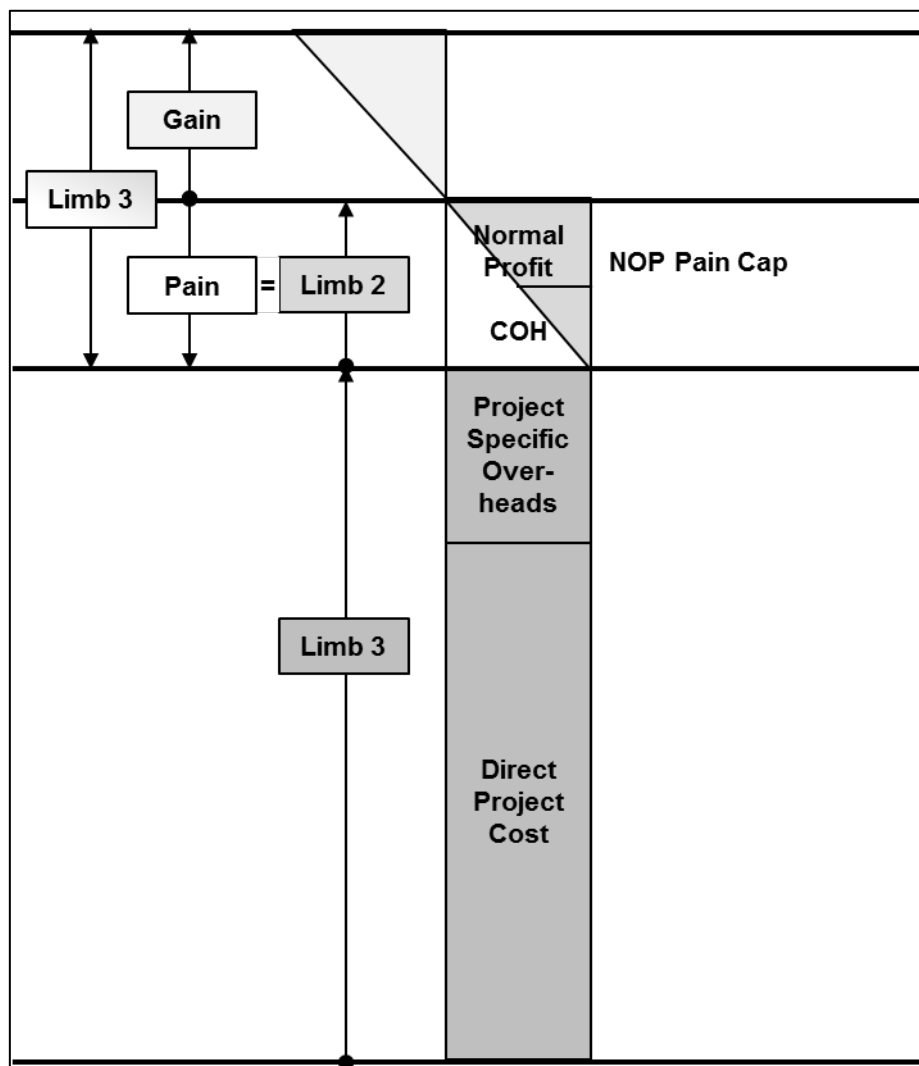 Gain
Limb 3
Normal
Profit
NOP Pain Cap
Pain
=
Limb 2
COH
Project
Specific
Over-
heads
Limb 3
Direct
Project
Cost